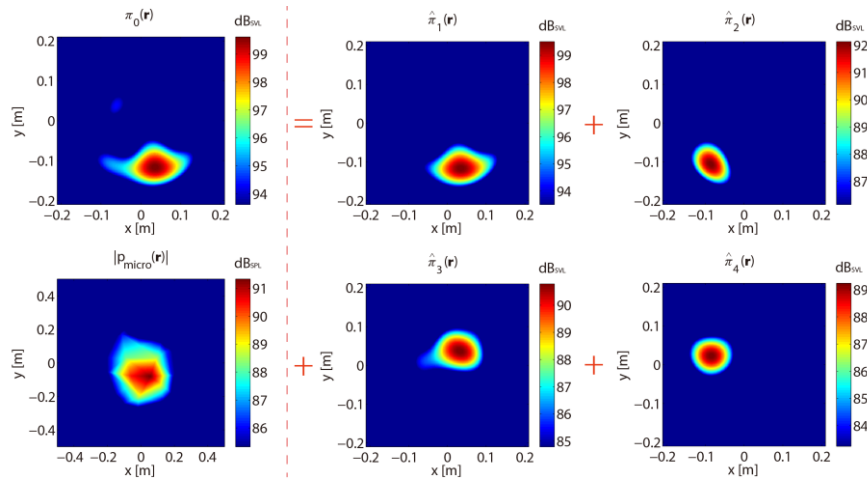 π₀(r)
dBSVL
0.2
0.1
0
−0.1
−0.2
y [m]
−0.2 −0.1 0 0.1 0.2
x [m]
99
98
97
96
95
94
=
π̂₁(r)
dBSVL
0.2
0.1
0
−0.1
−0.2
y [m]
−0.2 −0.1 0 0.1 0.2
x [m]
99
98
97
96
95
94
+
π̂₂(r)
dBSVL
0.2
0.1
0
−0.1
−0.2
y [m]
−0.2 −0.1 0 0.1 0.2
x [m]
92
91
90
89
88
87
|pmicro(r)|
dBSPL
0.4
0.2
0
−0.2
−0.4
y [m]
−0.4 −0.2 0 0.2 0.4
x [m]
91
90
89
88
87
86
+
π̂₃(r)
dBSVL
0.2
0.1
0
−0.1
−0.2
y [m]
−0.2 −0.1 0 0.1 0.2
x [m]
90
89
88
87
86
85
+
π̂₄(r)
dBSVL
0.2
0.1
0
−0.1
−0.2
y [m]
−0.2 −0.1 0 0.1 0.2
x [m]
89
88
87
86
85
84